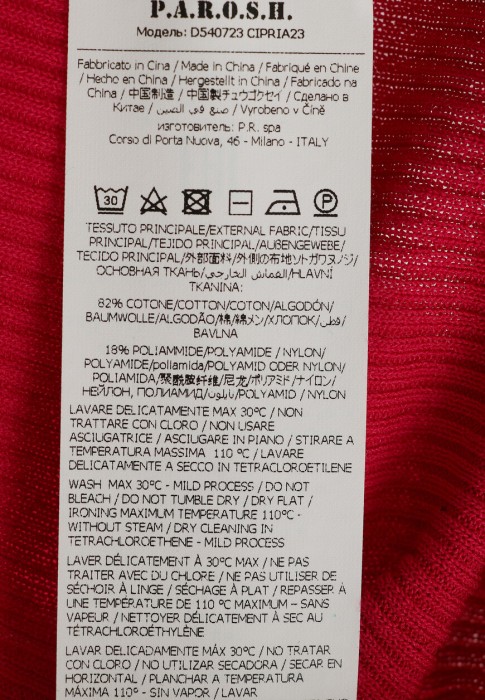 P.A.R.O.S.H.
Модель: D540723 CIPRIA23
Fabbricato in Cina / Made in China / Fabriqué en Chine
/ Hecho en China / Hergestellt in China / Fabricado na
China / 中国制造 / 中国製チュウゴクセイ / Сделано в
Китае / صنع في الصين / Vyrobeno v Číně
изготовитель: P.R. spa
Corso di Porta Nuova, 46 - Milano - ITALY
30
P
TESSUTO PRINCIPALE/EXTERNAL FABRIC/TISSU
PRINCIPAL/TEJIDO PRINCIPAL/AUßENGEWEBE/
TECIDO PRINCIPAL/外部面料/外側の布地ソトガワヌノジ/
ОСНОВНАЯ ТКАНЬ/القماش الخارجي/HLAVNÍ
TKANINA:
82% COTONE/COTTON/COTON/ALGODÓN/
BAUMWOLLE/ALGODÃO/棉/綿メン/ХЛОПОК/قطن/
BAVLNA
18% POLIAMMIDE/POLYAMIDE / NYLON/
POLYAMIDE/poliamida/POLYAMID ODER NYLON/
POLIAMIDA/聚酰胺纤维/尼龙/ポリアミド/ナイロン/
НЕЙЛОН, ПОЛИАМИД/نايلون/POLYAMID / NYLON
LAVARE DELICATAMENTE MAX 30°C / NON
TRATTARE CON CLORO / NON USARE
ASCIUGATRICE / ASCIUGARE IN PIANO / STIRARE A
TEMPERATURA MASSIMA 110 °C / LAVARE
DELICATAMENTE A SECCO IN TETRACLOROETILENE
WASH MAX 30°C - MILD PROCESS / DO NOT
BLEACH / DO NOT TUMBLE DRY / DRY FLAT /
IRONING MAXIMUM TEMPERATURE 110°C -
WITHOUT STEAM / DRY CLEANING IN
TETRACHLOROETHENE - MILD PROCESS
LAVER DÉLICATEMENT À 30°C MAX / NE PAS
TRAITER AVEC DU CHLORE / NE PAS UTILISER DE
SÉCHOIR À LINGE / SÉCHAGE À PLAT / REPASSER À
UNE TEMPÉRATURE DE 110 °C MAXIMUM – SANS
VAPEUR / NETTOYER DÉLICATEMENT À SEC AU
TÉTRACHLOROÉTHYLÈNE
LAVAR DELICADAMENTE MÁX 30°C / NO TRATAR
CON CLORO / NO UTILIZAR SECADORA / SECAR EN
HORIZONTAL / PLANCHAR A TEMPERATURA
MÁXIMA 110° - SIN VAPOR / LAVAR